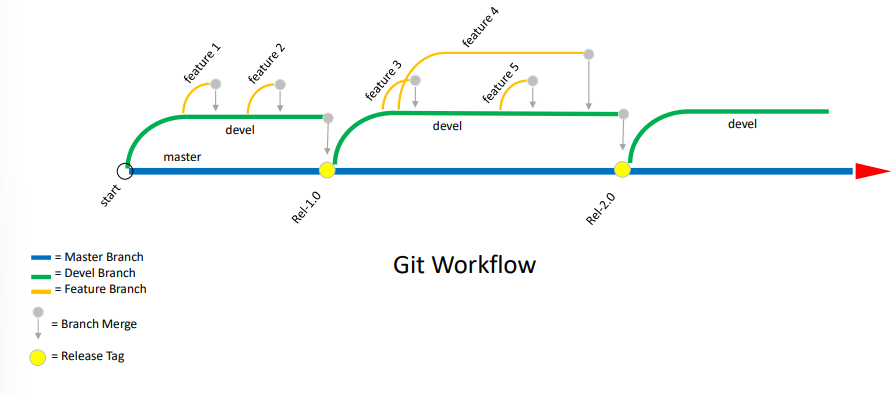 feature 1
feature 2
feature 3
feature 4
feature 5
devel
devel
devel
master
start
Rel-1.0
Rel-2.0
Git Workflow
= Master Branch
= Devel Branch
= Feature Branch
= Branch Merge
= Release Tag